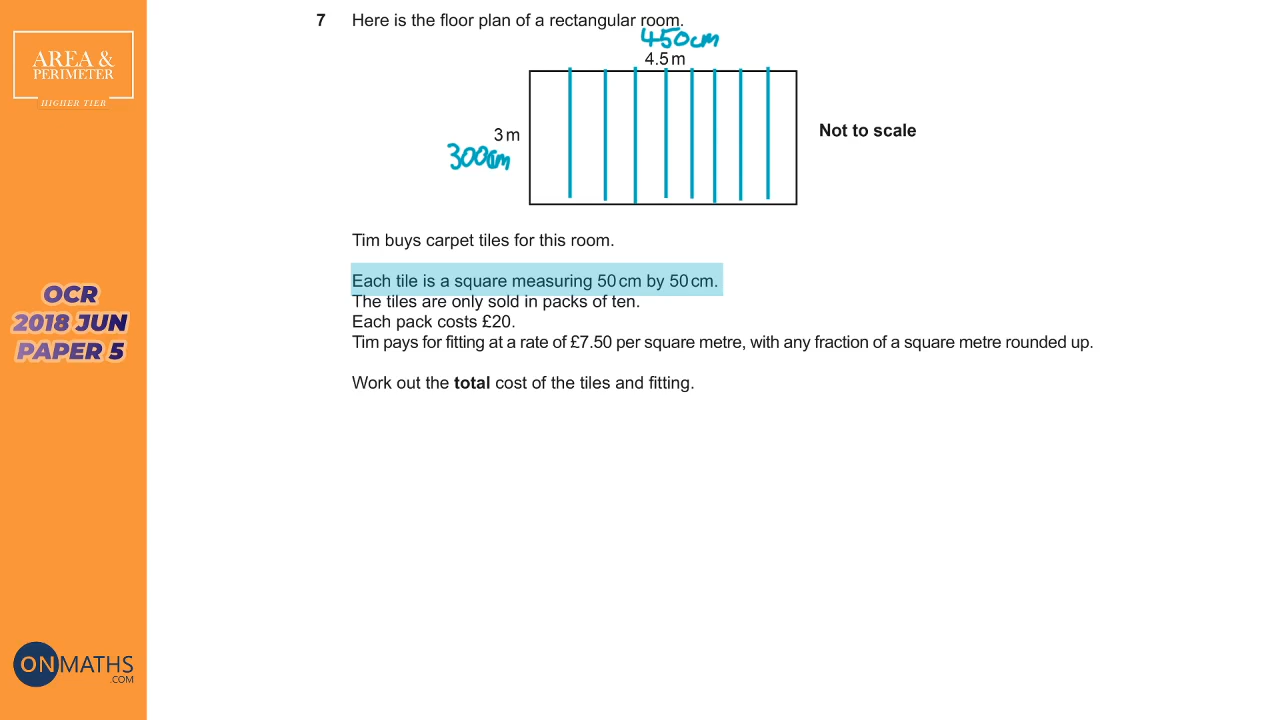 AREA &
PERIMETER
HIGHER TIER
OCR
2018 JUN
PAPER 5
ONMATHS
.COM
7 Here is the floor plan of a rectangular room.
450cm
4.5 m
3 m
300cm
Not to scale
Tim buys carpet tiles for this room.
Each tile is a square measuring 50 cm by 50 cm.
The tiles are only sold in packs of ten.
Each pack costs £20.
Tim pays for fitting at a rate of £7.50 per square metre, with any fraction of a square metre rounded up.
Work out the total cost of the tiles and fitting.